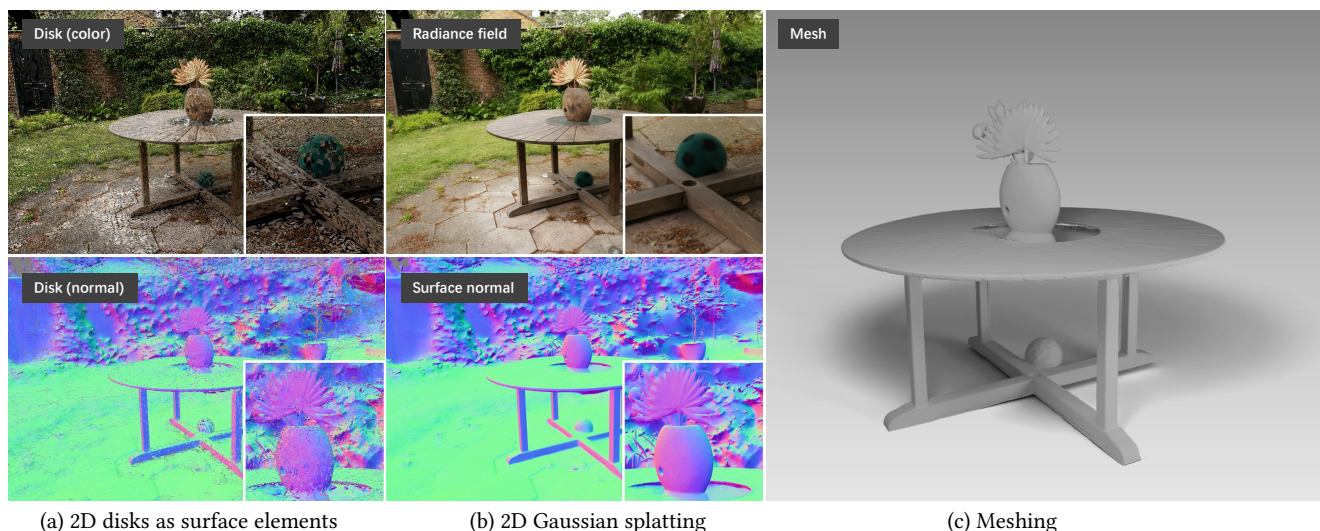 Disk (color)
Radiance field
Mesh
Disk (normal)
Surface normal
(a) 2D disks as surface elements
(b) 2D Gaussian splatting
(c) Meshing